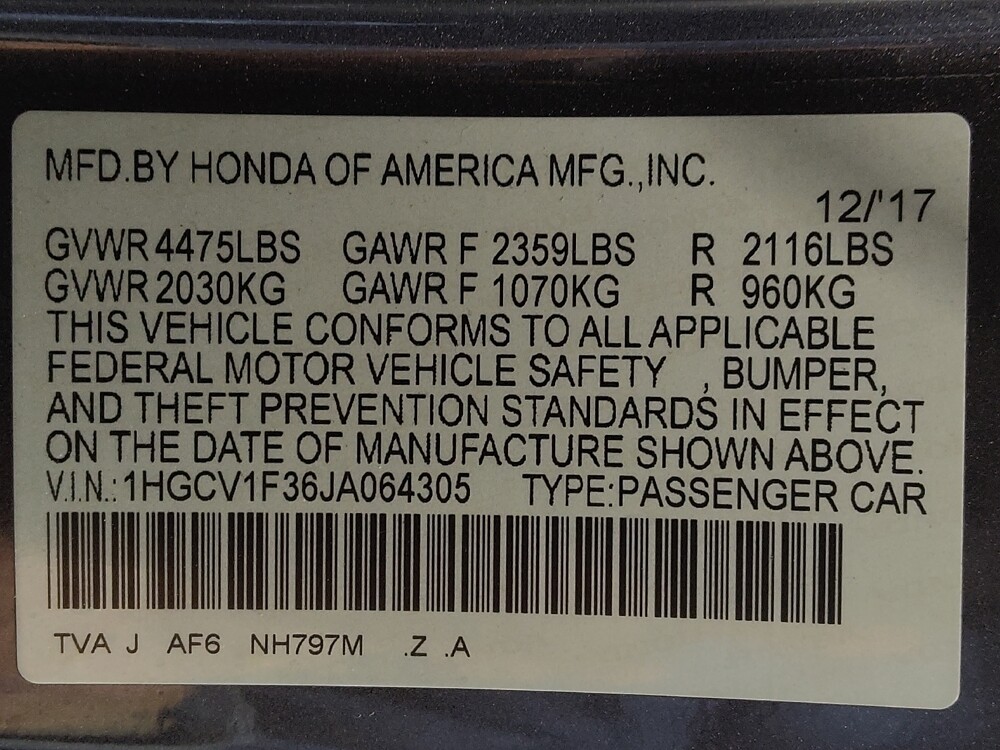 MFD.BY HONDA OF AMERICA MFG.,INC.
12/'17
GVWR 4475LBS GAWR F 2359LBS R 2116LBS
GVWR 2030KG GAWR F 1070KG R 960KG
THIS VEHICLE CONFORMS TO ALL APPLICABLE
FEDERAL MOTOR VEHICLE SAFETY , BUMPER,
AND THEFT PREVENTION STANDARDS IN EFFECT
ON THE DATE OF MANUFACTURE SHOWN ABOVE.
V.I.N.: 1HGCV1F36JA064305 TYPE:PASSENGER CAR
TVA J AF6 NH797M .Z .A